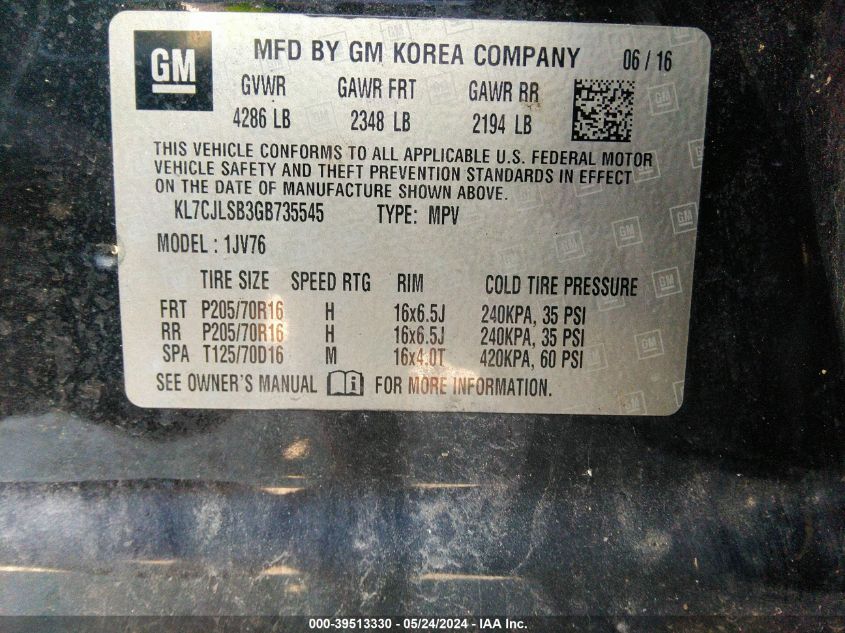 GM
MFD BY GM KOREA COMPANY 06 / 16
GVWR GAWR FRT GAWR RR
4286 LB 2348 LB 2194 LB
THIS VEHICLE CONFORMS TO ALL APPLICABLE U.S. FEDERAL MOTOR
VEHICLE SAFETY AND THEFT PREVENTION STANDARDS IN EFFECT
ON THE DATE OF MANUFACTURE SHOWN ABOVE.
KL7CJLSB3GB735545 TYPE: MPV
MODEL : 1JV76
TIRE SIZE SPEED RTG RIM COLD TIRE PRESSURE
FRT P205/70R16 H 16x6.5J 240KPA, 35 PSI
RR P205/70R16 H 16x6.5J 240KPA, 35 PSI
SPA T125/70D16 M 16x4.0T 420KPA, 60 PSI
SEE OWNER'S MANUAL i FOR MORE INFORMATION.
000-39513330 - 05/24/2024 - IAA Inc.